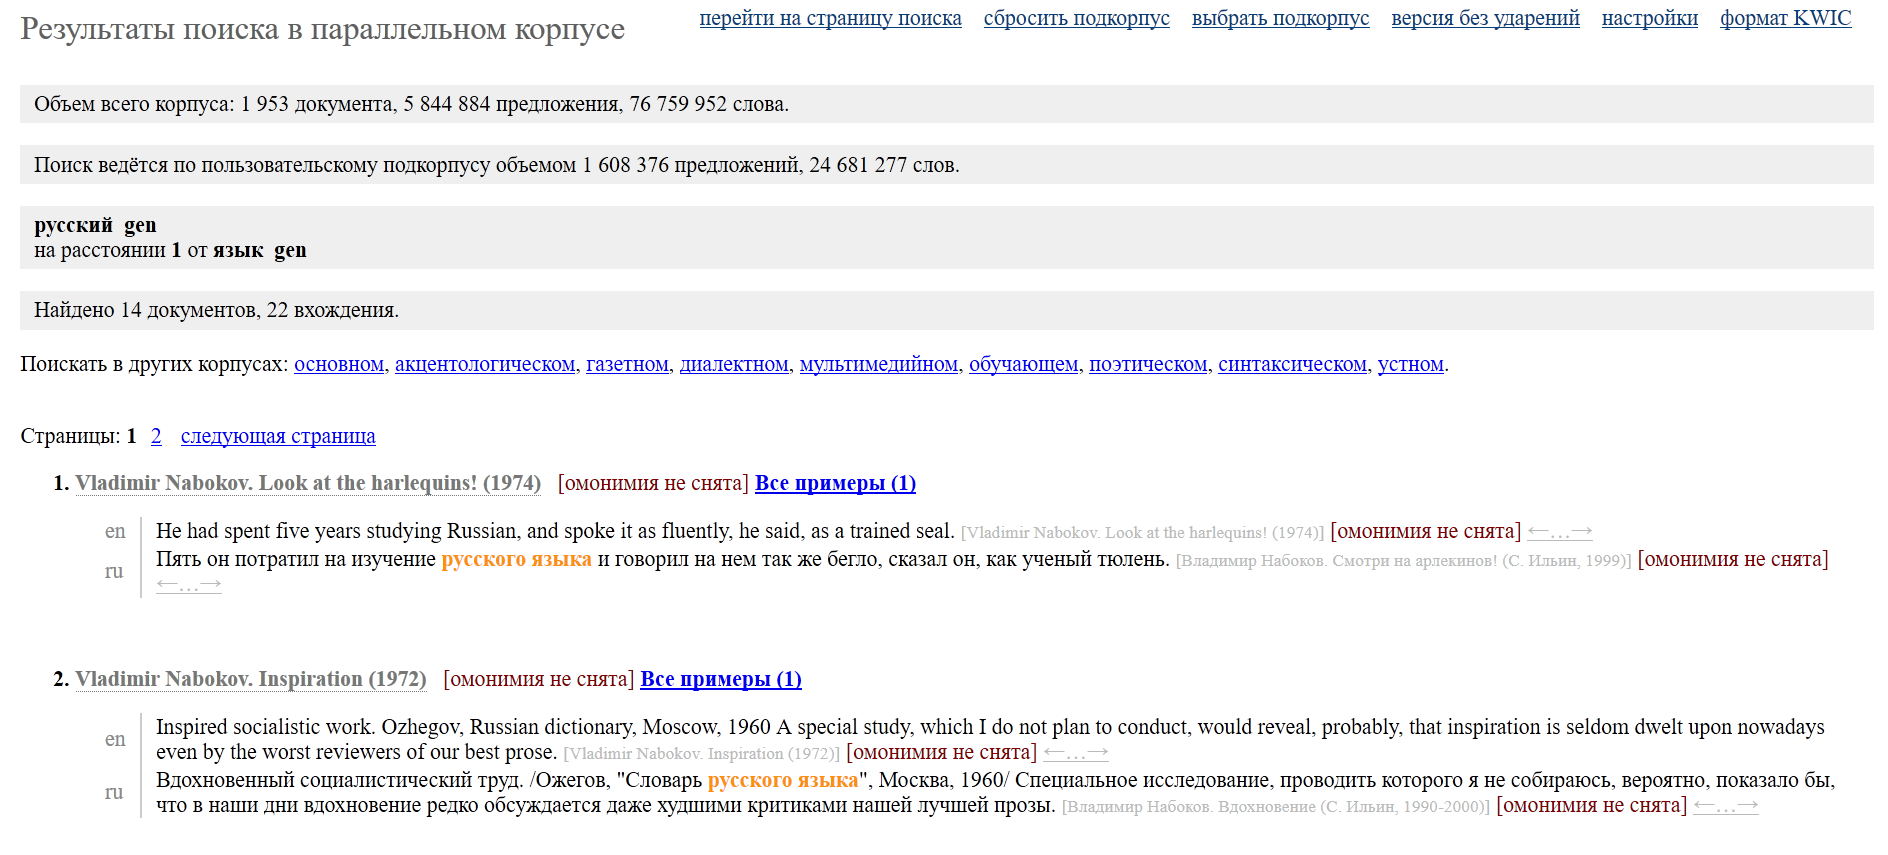 Результаты поиска в параллельном корпусе
перейти на страницу поиска сбросить подкорпус выбрать подкорпус версия без ударений настройки формат KWIC
Объем всего корпуса: 1 953 документа, 5 844 884 предложения, 76 759 952 слова.
Поиск ведётся по пользовательскому подкорпусу объемом 1 608 376 предложений, 24 681 277 слов.
русский gen
на расстоянии 1 от язык gen
Найдено 14 документов, 22 вхождения.
Поискать в других корпусах: основном, акцентологическом, газетном, диалектном, мультимедийном, обучающем, поэтическом, синтаксическом, устном.
Страницы: 1 2 следующая страница
1. Vladimir Nabokov. Look at the harlequins! (1974) [омонимия не снята] Все примеры (1)
en He had spent five years studying Russian, and spoke it as fluently, he said, as a trained seal. [Vladimir Nabokov. Look at the harlequins! (1974)] [омонимия не снята] ←…→
ru Пять он потратил на изучение русского языка и говорил на нем так же бегло, сказал он, как ученый тюлень. [Владимир Набоков. Смотри на арлекинов! (С. Ильин, 1999)] [омонимия не снята]
←…→
2. Vladimir Nabokov. Inspiration (1972) [омонимия не снята] Все примеры (1)
en Inspired socialistic work. Ozhegov, Russian dictionary, Moscow, 1960 A special study, which I do not plan to conduct, would reveal, probably, that inspiration is seldom dwelt upon nowadays
even by the worst reviewers of our best prose. [Vladimir Nabokov. Inspiration (1972)] [омонимия не снята] ←…→
ru Вдохновенный социалистический труд. /Ожегов, "Словарь русского языка", Москва, 1960/ Специальное исследование, проводить которого я не собираюсь, вероятно, показало бы,
что в наши дни вдохновение редко обсуждается даже худшими критиками нашей лучшей прозы. [Владимир Набоков. Вдохновение (С. Ильин, 1990-2000)] [омонимия не снята] ←…→